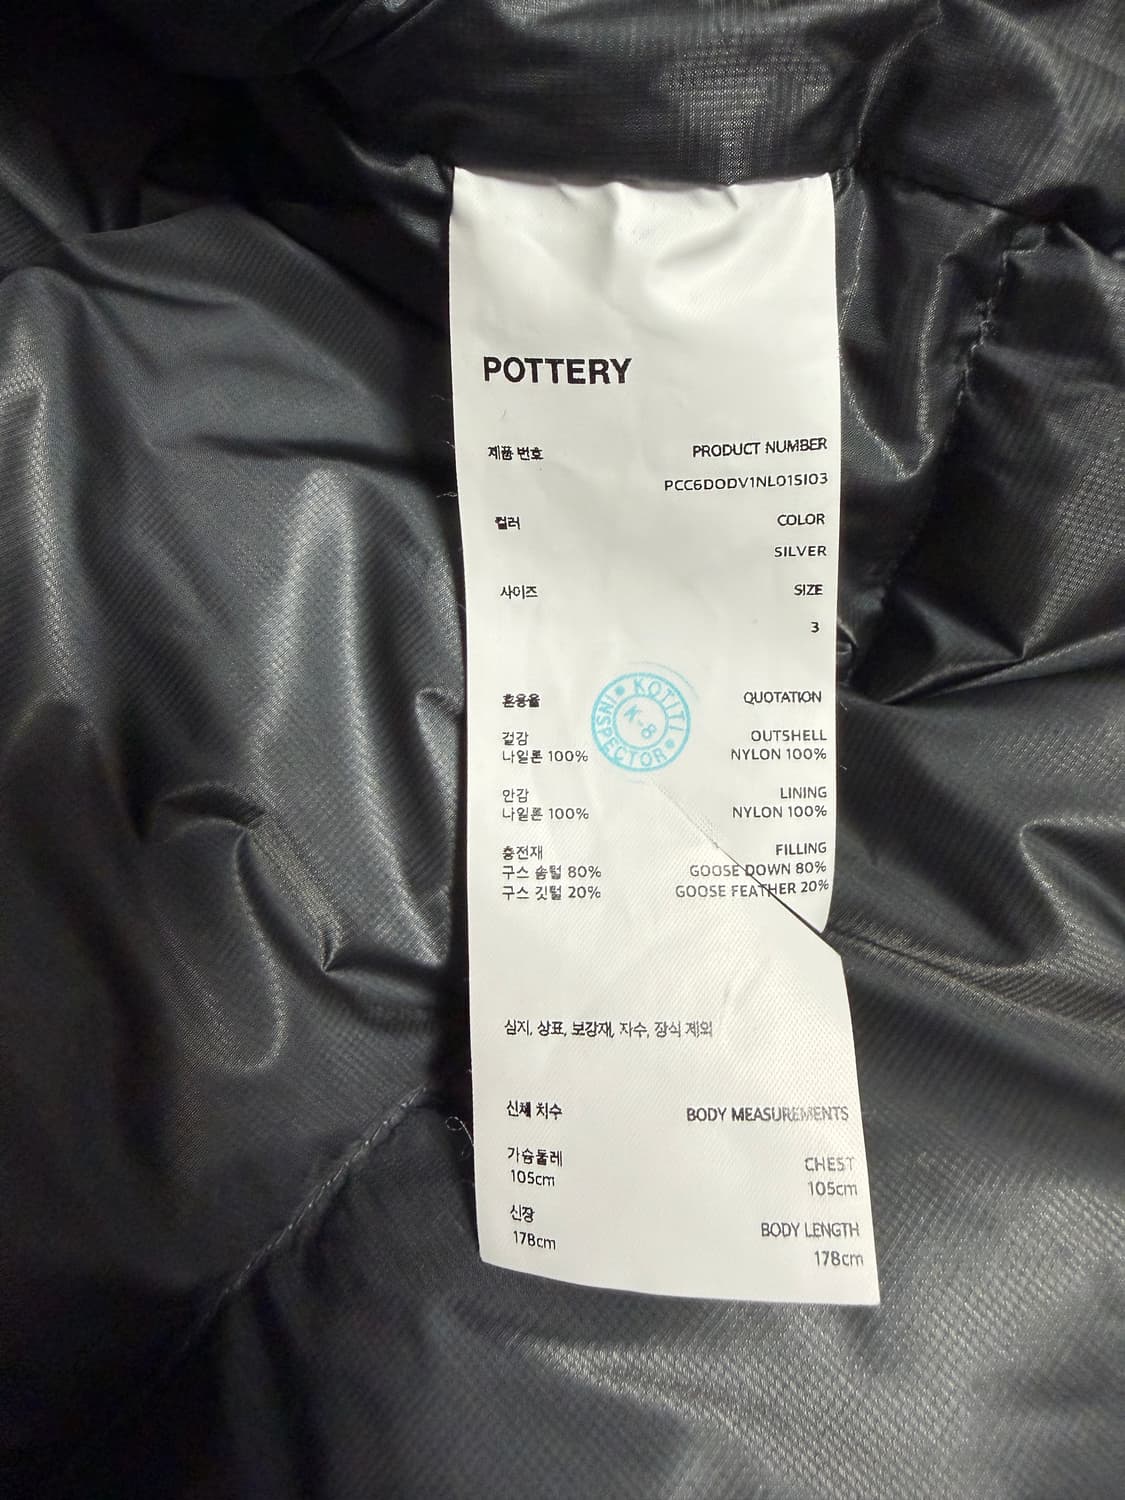 POTTERY
제품 번호 PRODUCT NUMBER
PCC6DODV1NL01SI03
컬러 COLOR
SILVER
사이즈 SIZE
3
혼용율 QUOTATION
겉감 OUTSHELL
나일론 100% NYLON 100%
안감 LINING
나일론 100% NYLON 100%
충전재 FILLING
구스 솜털 80% GOOSE DOWN 80%
구스 깃털 20% GOOSE FEATHER 20%
KOTITI
INSPECTOR
K-8
심지, 상표, 보강재, 자수, 장식 제외
신체 치수 BODY MEASUREMENTS
가슴둘레 CHEST
105cm 105cm
신장 BODY LENGTH
178cm 178cm